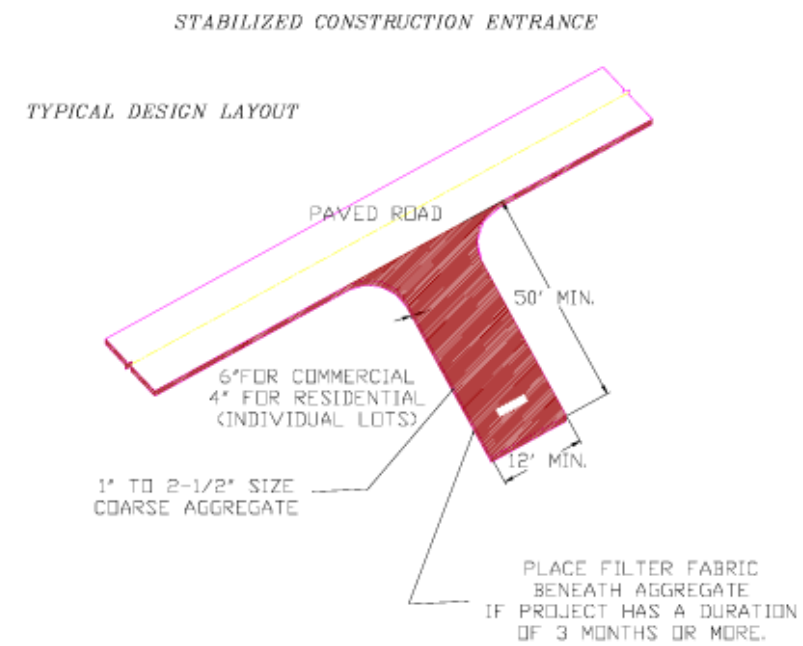 STABILIZED CONSTRUCTION ENTRANCE
TYPICAL DESIGN LAYOUT
PAVED ROAD
50' MIN.
6"FOR COMMERCIAL
4" FOR RESIDENTIAL
(INDIVIDUAL LOTS)
12' MIN.
1" TO 2-1/2" SIZE
COARSE AGGREGATE
PLACE FILTER FABRIC
BENEATH AGGREGATE
IF PROJECT HAS A DURATION
OF 3 MONTHS OR MORE.